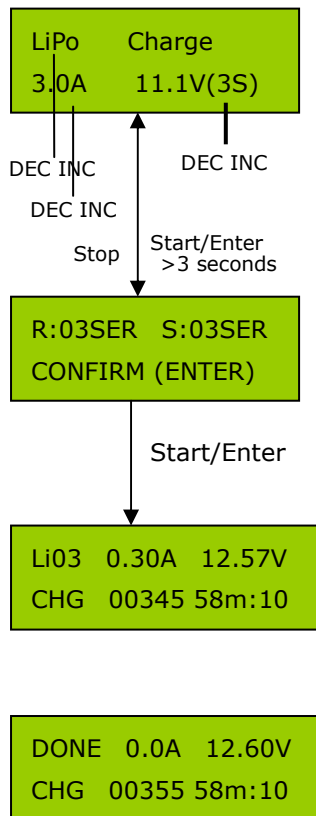 LiPo Charge
3.0A 11.1V(3S)
DEC INC
DEC INC
DEC INC
Stop
Start/Enter
>3 seconds
R:03SER S:03SER
CONFIRM (ENTER)
Start/Enter
Li03 0.30A 12.57V
CHG 00345 58m:10
DONE 0.0A 12.60V
CHG 00355 58m:10